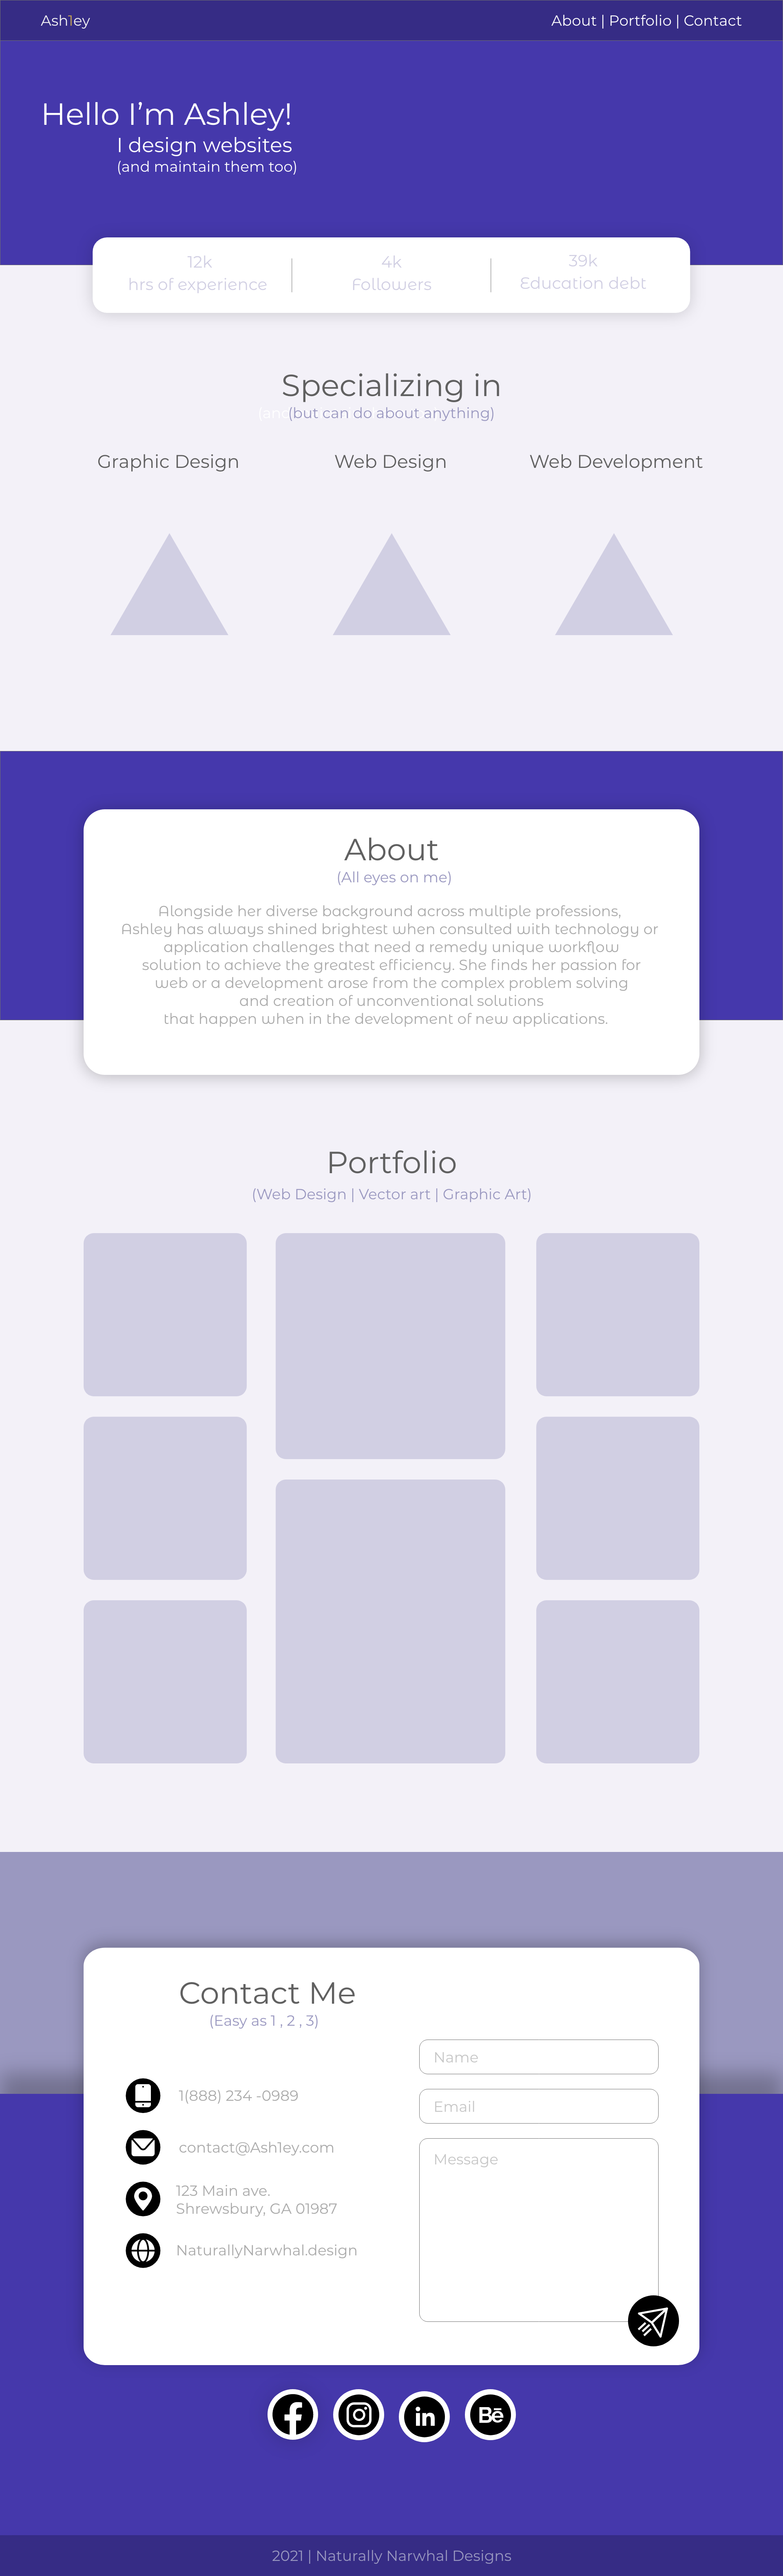 Ash1ey
About | Portfolio | Contact
Hello I’m Ashley!
I design websites
(and maintain them too)
12k
hrs of experience
4k
Followers
39k
Education debt
Specializing in
(but can do about anything)
Graphic Design
Web Design
Web Development
About
(All eyes on me)
Alongside her diverse background across multiple professions,
Ashley has always shined brightest when consulted with technology or
application challenges that need a remedy unique workflow
solution to achieve the greatest efficiency. She finds her passion for
web or a development arose from the complex problem solving
and creation of unconventional solutions
that happen when in the development of new applications.
Portfolio
(Web Design | Vector art | Graphic Art)
Contact Me
(Easy as 1 , 2 , 3)
1(888) 234 -0989
contact@Ash1ey.com
123 Main ave.
Shrewsbury, GA 01987
NaturallyNarwhal.design
Name
Email
Message
in
Bē
2021 | Naturally Narwhal Designs